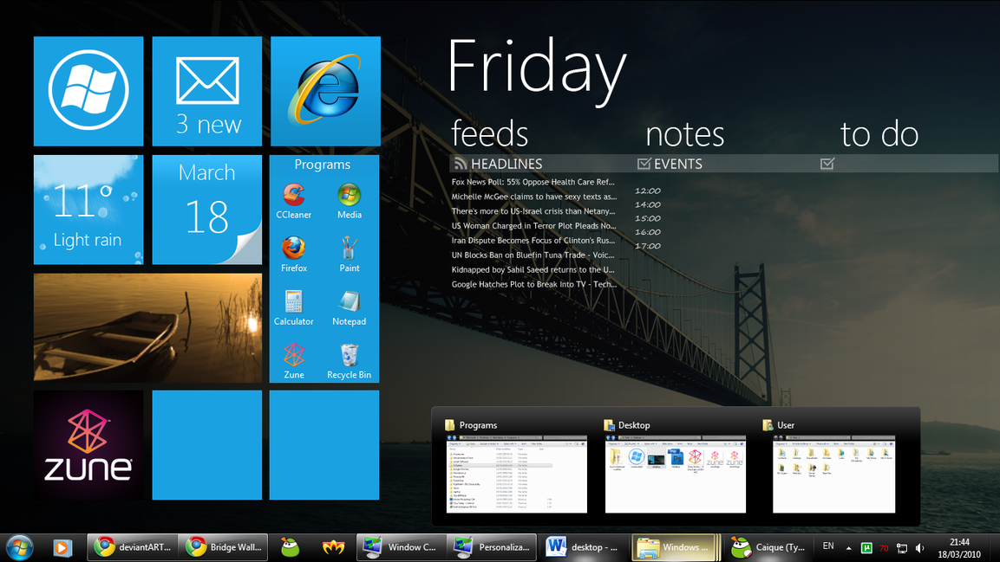 Friday
3 new
feeds
notes
to do
HEADLINES
EVENTS
11°
Light rain
March
18
Programs
CCleaner
Media
Firefox
Paint
Calculator
Notepad
Zune
Recycle Bin
Fox News Poll: 55% Oppose Health Care Ref...
Michelle McGee claims to have sexy texts as...
There's more to US-Israel crisis than Netany...
US Woman Charged in Terror Plot Pleads No...
Iran Dispute Becomes Focus of Clinton's Rus...
UN Blocks Ban on Bluefin Tuna Trade - Voic...
Kidnapped boy Sahil Saeed returns to the U...
Google Hatches Plot to Break Into TV - Tech...
12:00
14:00
15:00
16:00
17:00
zune
Programs
Desktop
User
deviantART...
Bridge Wall...
Window C...
Personaliza...
desktop - ...
Windows ...
Caique (Ty...
EN
70
21:44
18/03/2010